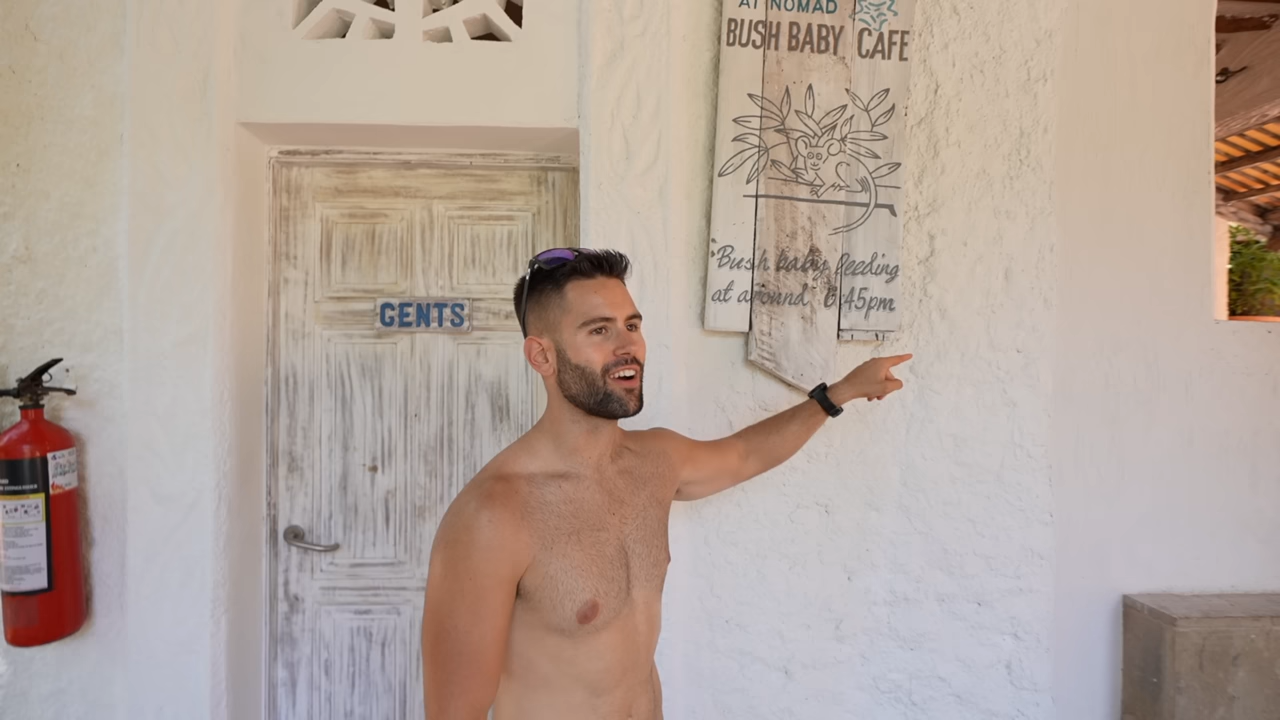 AT NOMAD
BUSH BABY CAFE
Bush baby feeding
at around 6:45pm
GENTS